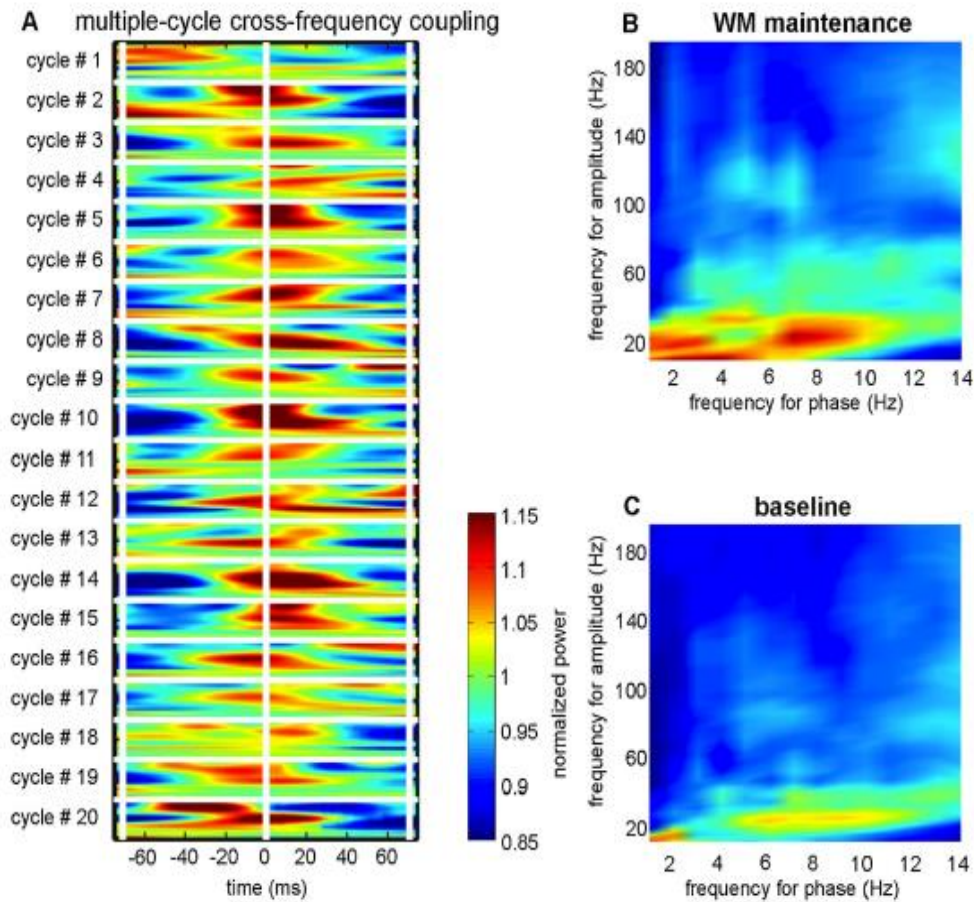 A multiple-cycle cross-frequency coupling
cycle # 1
cycle # 2
cycle # 3
cycle # 4
cycle # 5
cycle # 6
cycle # 7
cycle # 8
cycle # 9
cycle # 10
cycle # 11
cycle # 12
cycle # 13
cycle # 14
cycle # 15
cycle # 16
cycle # 17
cycle # 18
cycle # 19
cycle # 20
-60 -40 -20 0 20 40 60
time (ms)
1.15
1.1
1.05
1
0.95
0.9
0.85
normalized power
B WM maintenance
180
140
100
60
20
frequency for amplitude (Hz)
2 4 6 8 10 12 14
frequency for phase (Hz)
C baseline
180
140
100
60
20
frequency for amplitude (Hz)
2 4 6 8 10 12 14
frequency for phase (Hz)